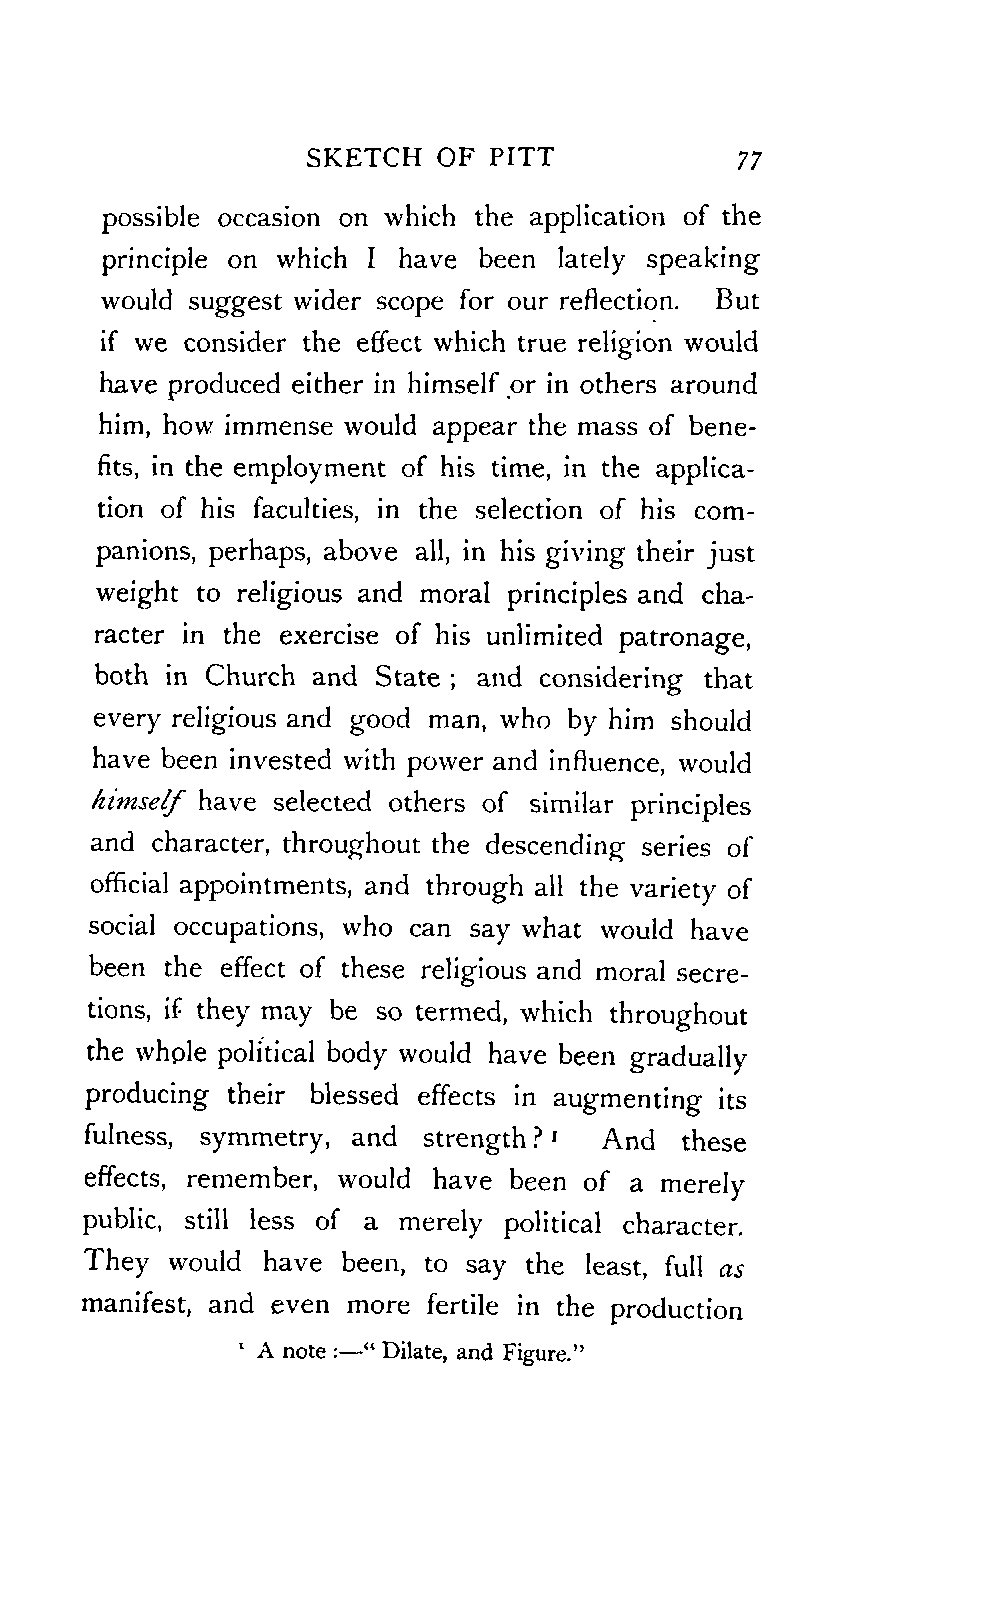 SKETCH OF PITT 77
possible occasion on which the application of the
principle on which I have been lately speaking
would suggest wider scope for our reflection. But
if we consider the effect which true religion would
have produced either in himself or in others around
him, how immense would appear the mass of bene-
fits, in the employment of his time, in the applica-
tion of his faculties, in the selection of his com-
panions, perhaps, above all, in his giving their just
weight to religious and moral principles and cha-
racter in the exercise of his unlimited patronage,
both in Church and State ; and considering that
every religious and good man, who by him should
have been invested with power and influence, would
himself have selected others of similar principles
and character, throughout the descending series of
official appointments, and through all the variety of
social occupations, who can say what would have
been the effect of these religious and moral secre-
tions, if they may be so termed, which throughout
the whole political body would have been gradually
producing their blessed effects in augmenting its
fulness, symmetry, and strength ? ¹ And these
effects, remember, would have been of a merely
public, still less of a merely political character.
They would have been, to say the least, full as
manifest, and even more fertile in the production
¹ A note :—“ Dilate, and Figure.”